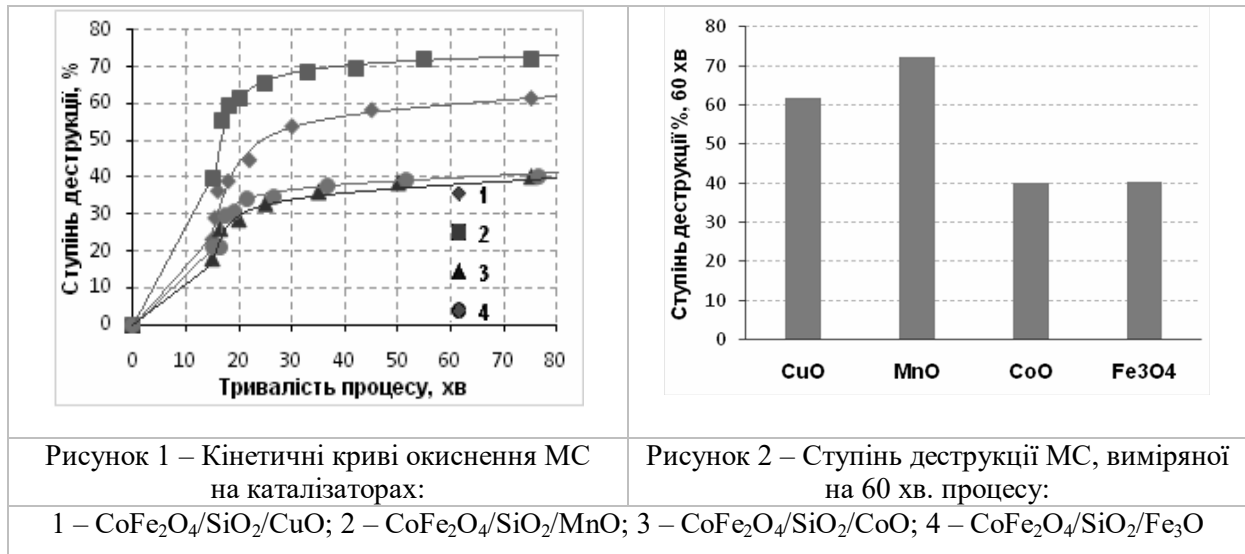 80
70
60
50
40
30
20
10
0
Ступінь деструкції, %
1
2
3
4
0 10 20 30 40 50 60 70 80
Тривалість процесу, хв
80
70
60
50
40
30
20
10
0
Ступінь деструкції %, 60 хв
CuO MnO CoO Fe3O4
Рисунок 1 – Кінетичні криві окиснення МС
на каталізаторах:
Рисунок 2 – Ступінь деструкції МС, виміряної
на 60 хв. процесу:
1 – CoFe₂O₄/SiO₂/CuO; 2 – CoFe₂O₄/SiO₂/MnO; 3 – CoFe₂O₄/SiO₂/CoO; 4 – CoFe₂O₄/SiO₂/Fe₃O